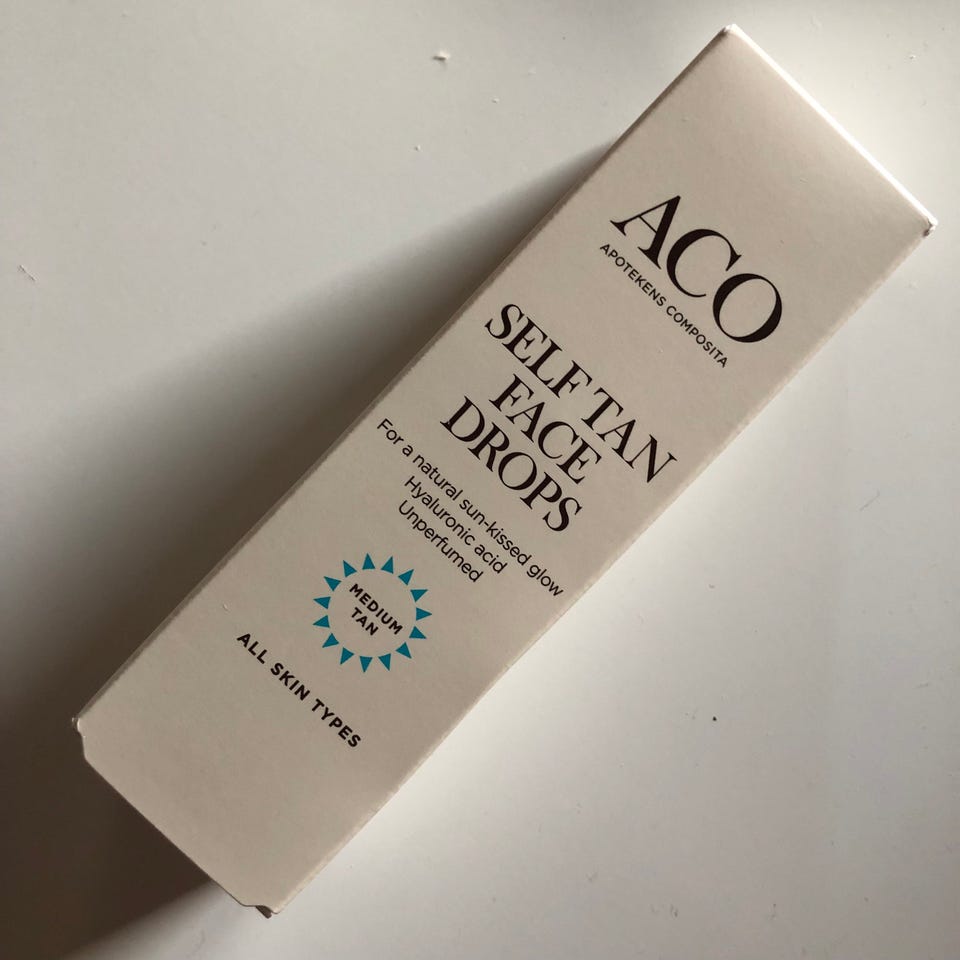 ACO
APOTEKENS COMPOSITA
SELF TAN
FACE
DROPS
For a natural sun-kissed glow
Hyaluronic acid
Unperfumed
MEDIUM
TAN
ALL SKIN TYPES